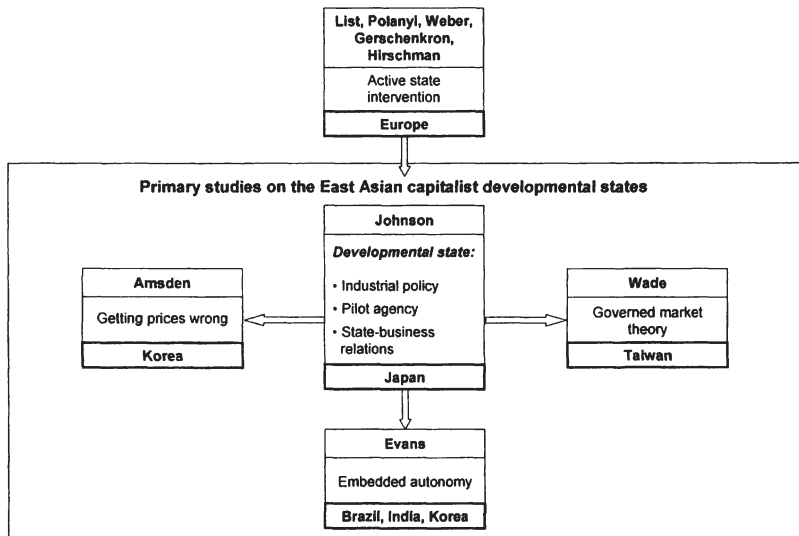 List, Polanyi, Weber,
Gerschenkron,
Hirschman
Active state
intervention
Europe
Primary studies on the East Asian capitalist developmental states
Johnson
Developmental state:
• Industrial policy
• Pilot agency
• State-business
relations
Japan
Amsden
Getting prices wrong
Korea
Wade
Governed market
theory
Taiwan
Evans
Embedded autonomy
Brazil, India, Korea